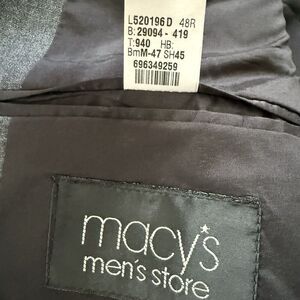 L520196D 48R
B: 29094 - 419
T:940 HB:
BmM-47 SH45
696349259
macy's
men's store